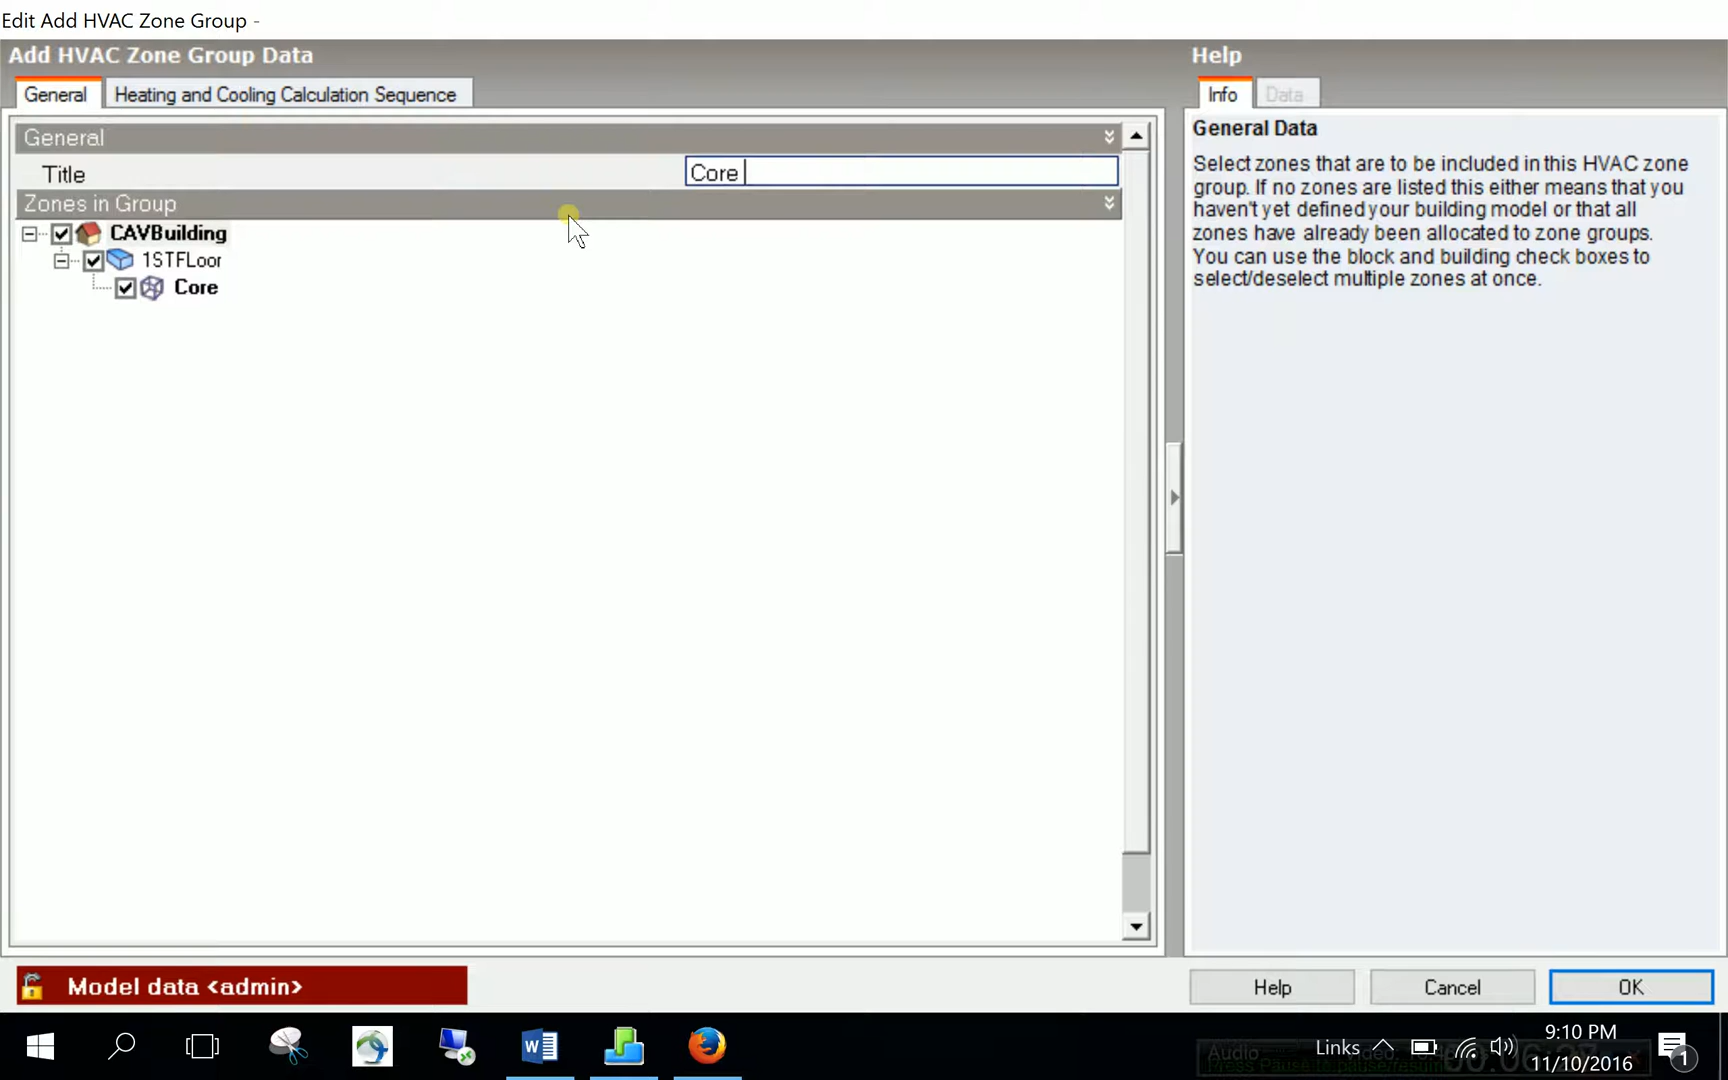 Edit Add HVAC Zone Group -
Add HVAC Zone Group Data
General
Heating and Cooling Calculation Sequence
General
Title
Core
Zones in Group
CAVBuilding
1STFLoor
Core
Help
Info
Data
General Data
Select zones that are to be included in this HVAC zone
group. If no zones are listed this either means that you
haven't yet defined your building model or that all
zones have already been allocated to zone groups.
You can use the block and building check boxes to
select/deselect multiple zones at once.
Model data <admin>
Help
Cancel
OK
Links
9:10 PM
11/10/2016
1
Audio